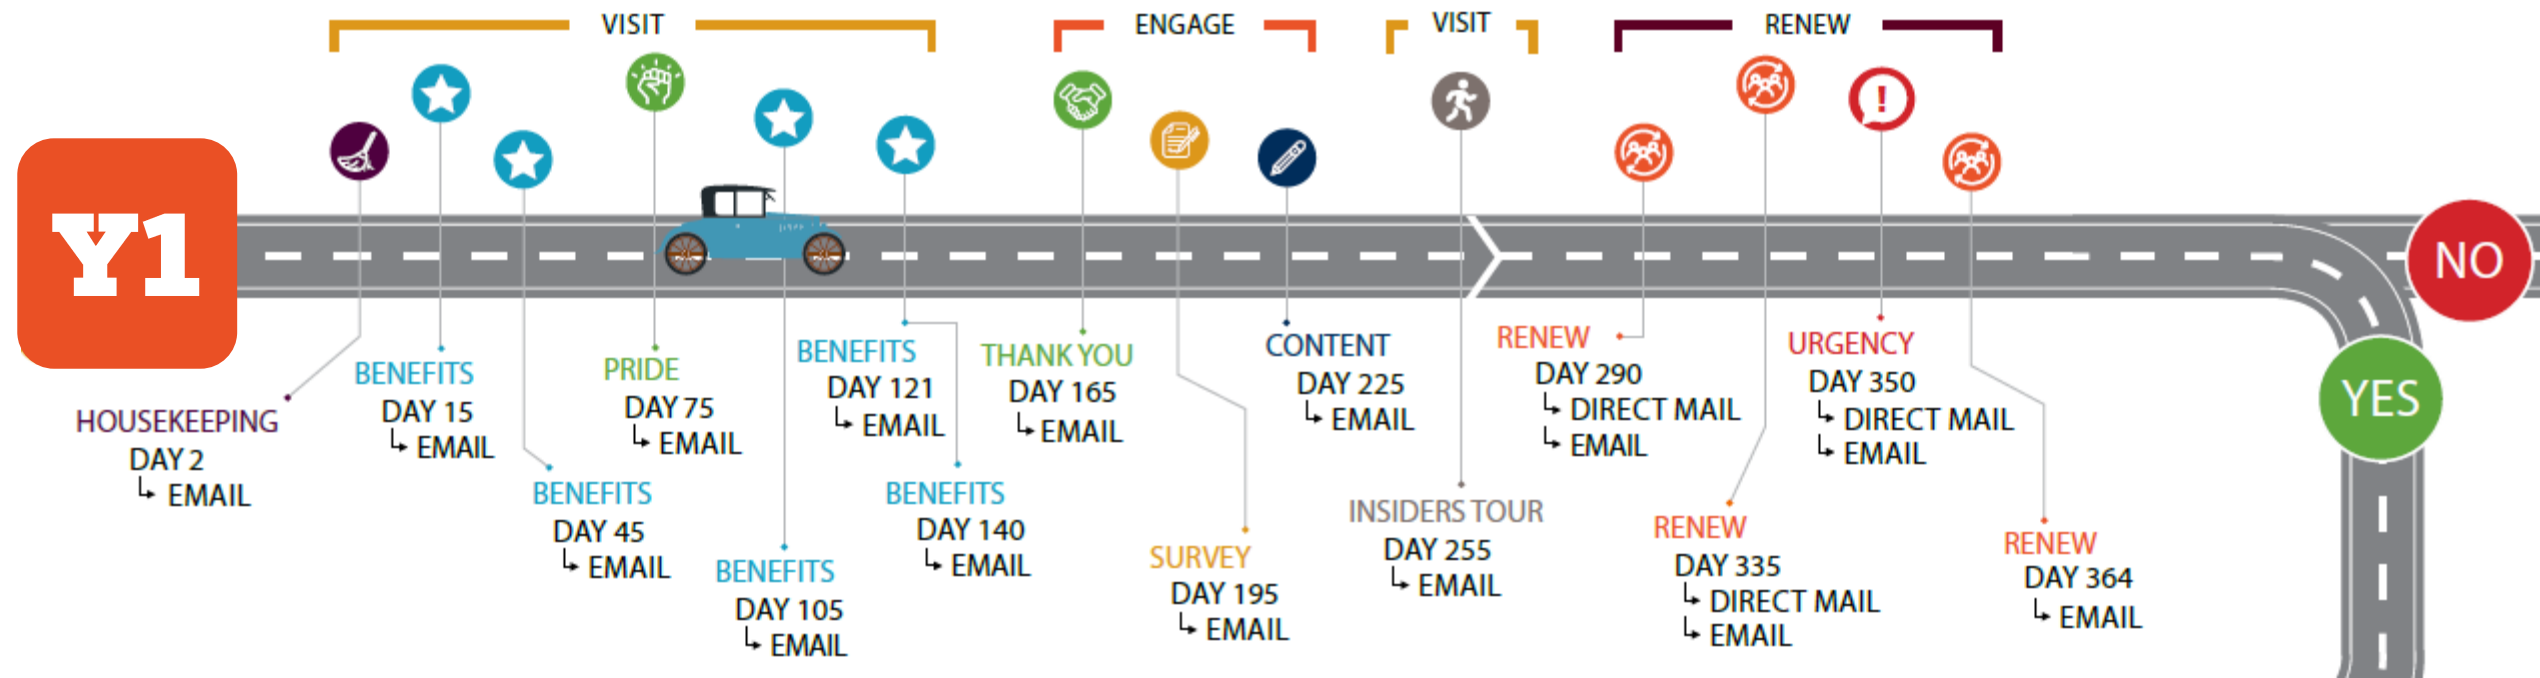 VISIT
ENGAGE
VISIT
RENEW
Y1
HOUSEKEEPING
DAY 2
EMAIL
BENEFITS
DAY 15
EMAIL
BENEFITS
DAY 45
EMAIL
PRIDE
DAY 75
EMAIL
BENEFITS
DAY 105
EMAIL
BENEFITS
DAY 121
EMAIL
BENEFITS
DAY 140
EMAIL
THANK YOU
DAY 165
EMAIL
SURVEY
DAY 195
EMAIL
CONTENT
DAY 225
EMAIL
INSIDERS TOUR
DAY 255
EMAIL
RENEW
DAY 290
DIRECT MAIL
EMAIL
RENEW
DAY 335
DIRECT MAIL
EMAIL
!
URGENCY
DAY 350
DIRECT MAIL
EMAIL
RENEW
DAY 364
EMAIL
NO
YES